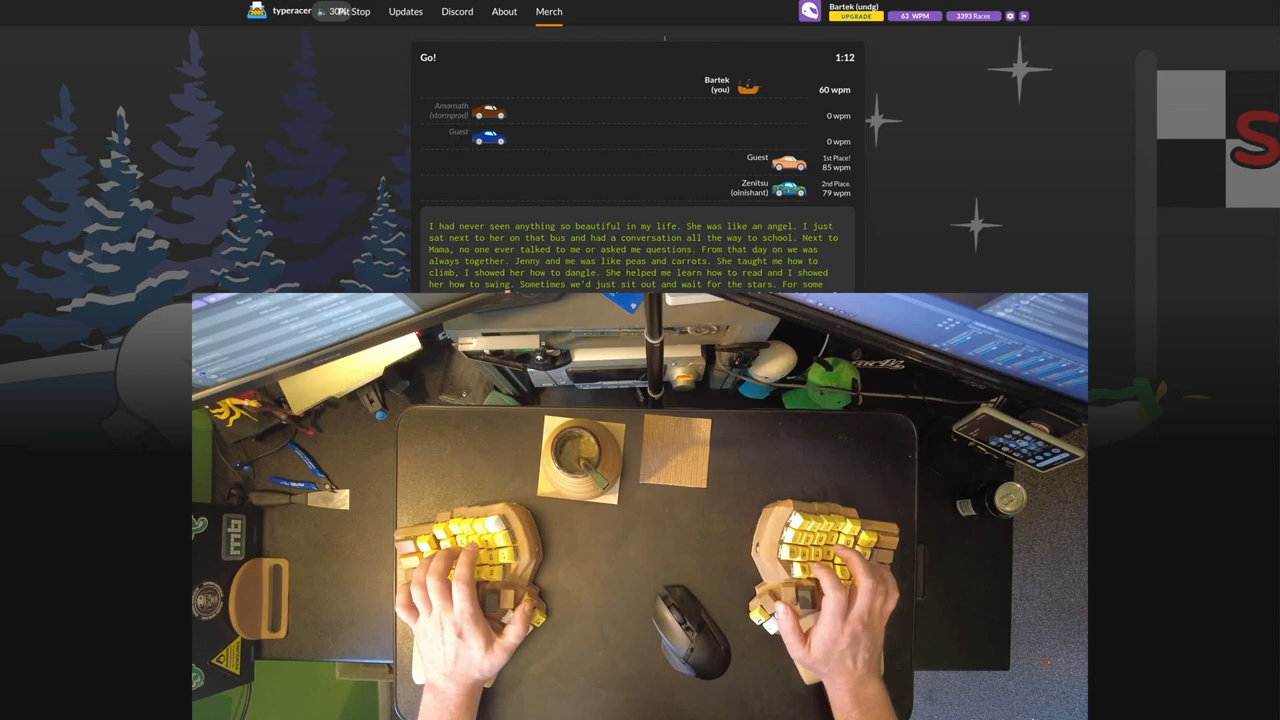 typeracer
30%
Pit Stop
Updates
Discord
About
Merch
Bartek (undg)
UPGRADE
63 WPM
3393 Races
Go!
1:12
Bartek
(you)
60 wpm
Amarnath
(stormprod)
0 wpm
Guest
0 wpm
Guest
1st Place!
85 wpm
Zenitsu
(oinishant)
2nd Place.
79 wpm
I had never seen anything so beautiful in my life. She was like an angel. I just
sat next to her on that bus and had a conversation all the way to school. Next to
Mama, no one ever talked to me or asked me questions. From that day on we was
always together. Jenny and me was like peas and carrots. She taught me how to
climb, I showed her how to dangle. She helped me learn how to read and I showed
her how to swing. Sometimes we'd just sit out and wait for the stars. For some
S
mb